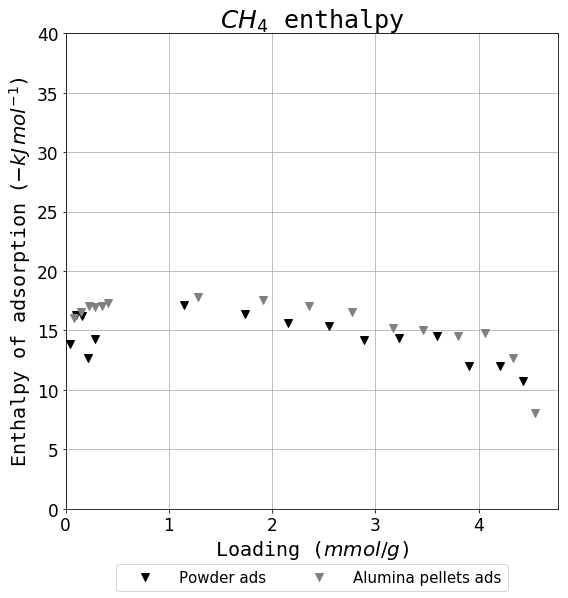 CH₄ enthalpy
Enthalpy of adsorption (−kJ mol⁻¹)
40
35
30
25
20
15
10
5
0
0 1 2 3 4
Loading (mmol/g)
Powder ads Alumina pellets ads